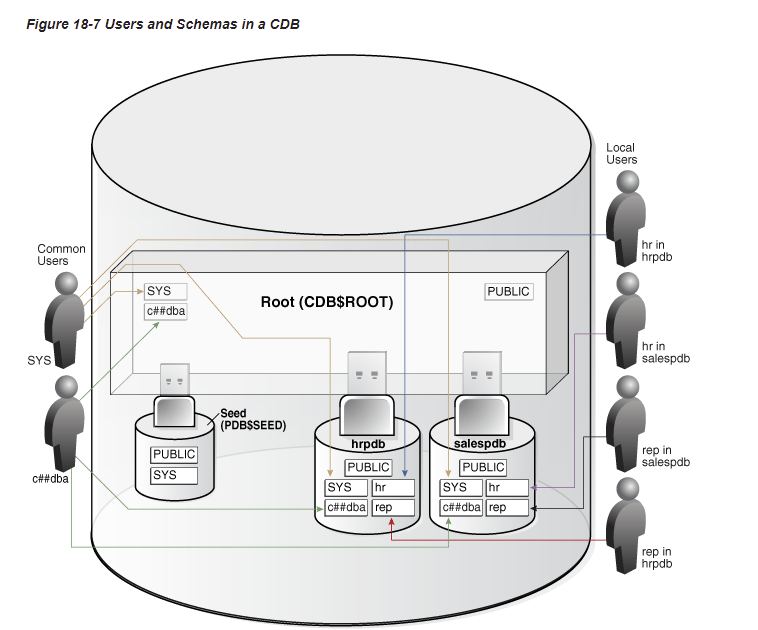 Figure 18-7 Users and Schemas in a CDB
Local
Users
hr in
hrpdb
Common
Users
SYS
c##dba
Root (CDB$ROOT)
PUBLIC
SYS
hr in
salespdb
Seed
(PDB$SEED)
PUBLIC
SYS
hrpdb
PUBLIC
SYS
hr
c##dba
rep
salespdb
PUBLIC
SYS
hr
c##dba
rep
rep in
salespdb
c##dba
rep in
hrpdb